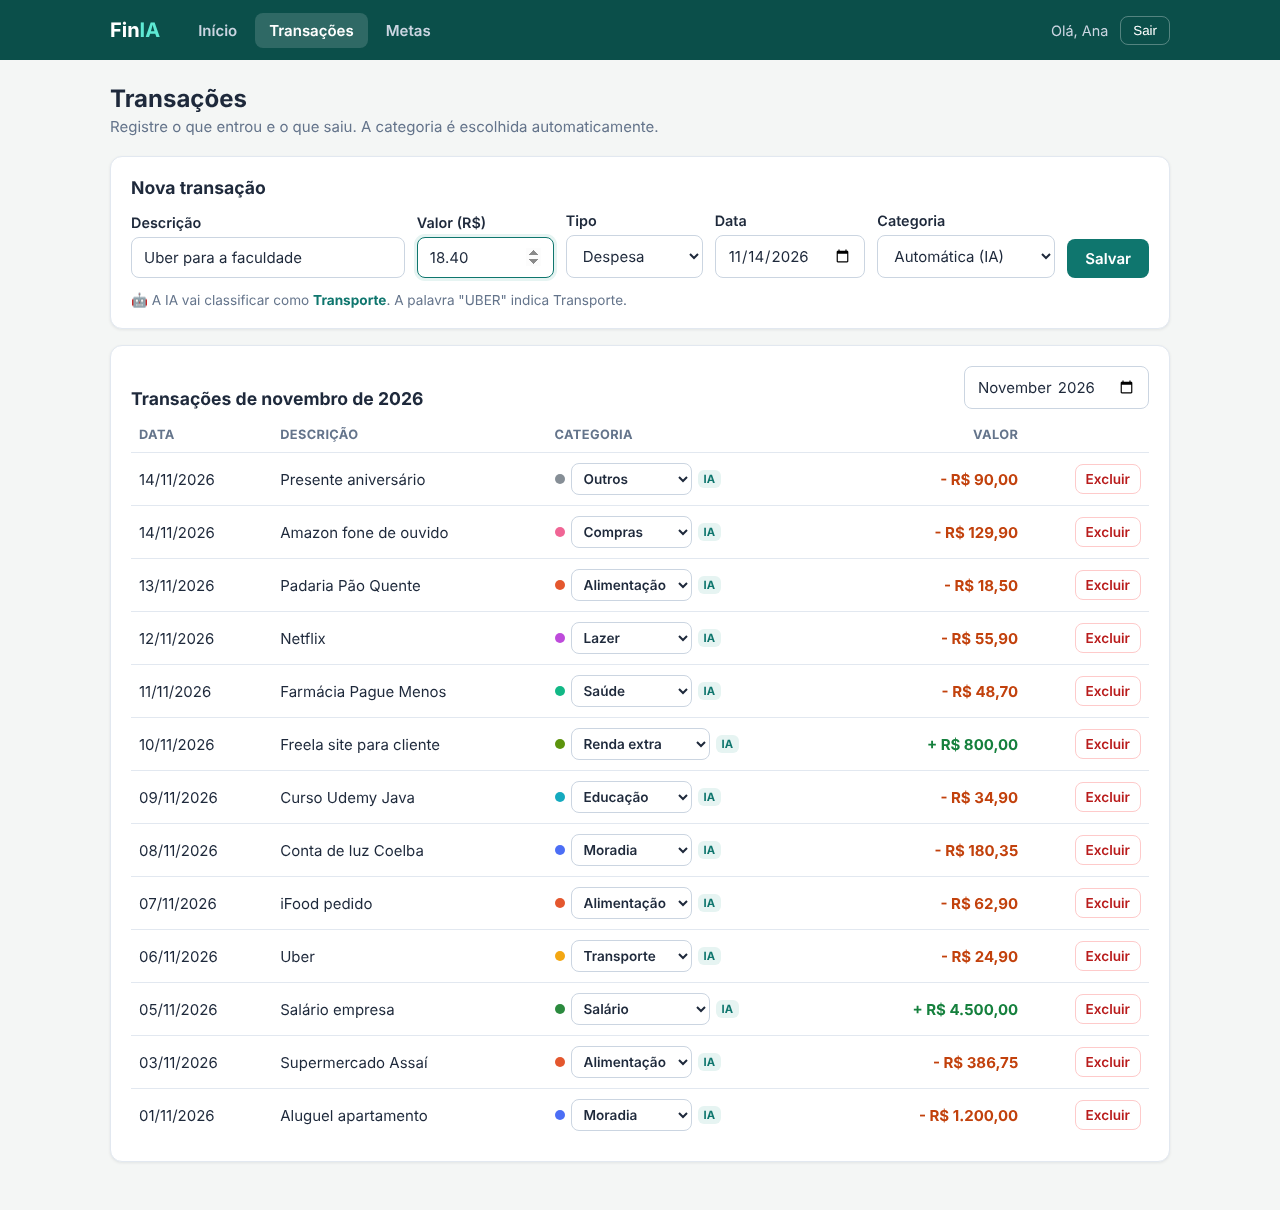 FinIA Início Transações Metas Olá, Ana Sair
Transações
Registre o que entrou e o que saiu. A categoria é escolhida automaticamente.
Nova transação
Descrição Valor (R$) Tipo Data Categoria
Uber para a faculdade 18.40 Despesa 11/14/2026 Automática (IA) Salvar
🤖 A IA vai classificar como Transporte. A palavra "UBER" indica Transporte.
Transações de novembro de 2026 November 2026
DATA DESCRIÇÃO CATEGORIA VALOR
14/11/2026 Presente aniversário Outros IA - R$ 90,00 Excluir
14/11/2026 Amazon fone de ouvido Compras IA - R$ 129,90 Excluir
13/11/2026 Padaria Pão Quente Alimentação IA - R$ 18,50 Excluir
12/11/2026 Netflix Lazer IA - R$ 55,90 Excluir
11/11/2026 Farmácia Pague Menos Saúde IA - R$ 48,70 Excluir
10/11/2026 Freela site para cliente Renda extra IA + R$ 800,00 Excluir
09/11/2026 Curso Udemy Java Educação IA - R$ 34,90 Excluir
08/11/2026 Conta de luz Coelba Moradia IA - R$ 180,35 Excluir
07/11/2026 iFood pedido Alimentação IA - R$ 62,90 Excluir
06/11/2026 Uber Transporte IA - R$ 24,90 Excluir
05/11/2026 Salário empresa Salário IA + R$ 4.500,00 Excluir
03/11/2026 Supermercado Assaí Alimentação IA - R$ 386,75 Excluir
01/11/2026 Aluguel apartamento Moradia IA - R$ 1.200,00 Excluir